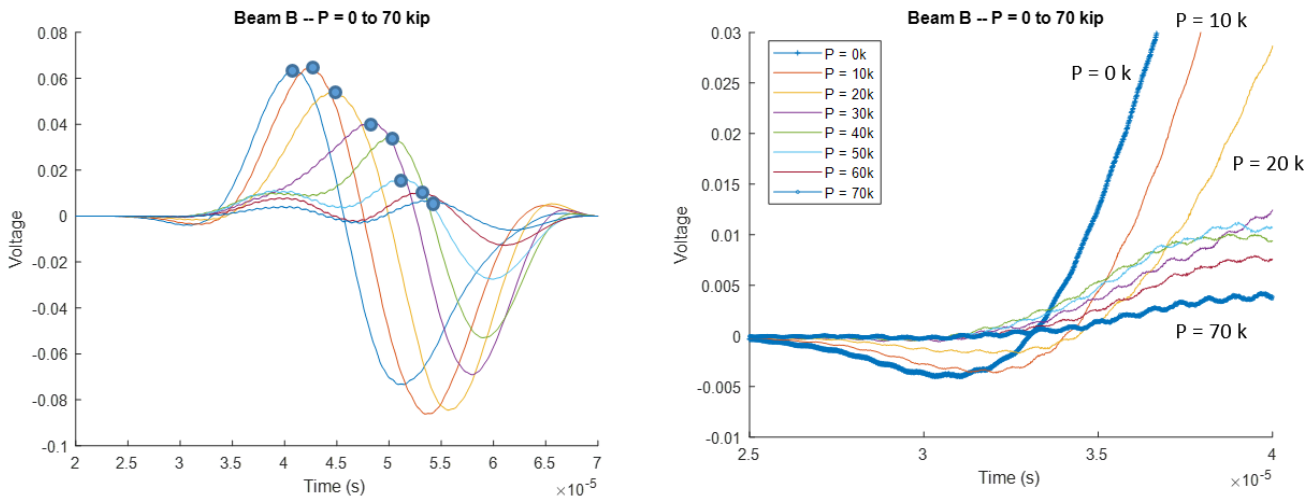 Beam B -- P = 0 to 70 kip
0.08
0.06
0.04
0.02
0
-0.02
-0.04
-0.06
-0.08
-0.1
Voltage
2 2.5 3 3.5 4 4.5 5 5.5 6 6.5 7
Time (s)
×10⁻⁵
Beam B -- P = 0 to 70 kip
P = 10 k
P = 0 k
P = 20 k
P = 70 k
P = 0k
P = 10k
P = 20k
P = 30k
P = 40k
P = 50k
P = 60k
P = 70k
0.03
0.025
0.02
0.015
0.01
0.005
0
-0.005
-0.01
Voltage
2.5 3 3.5 4
Time (s)
×10⁻⁵